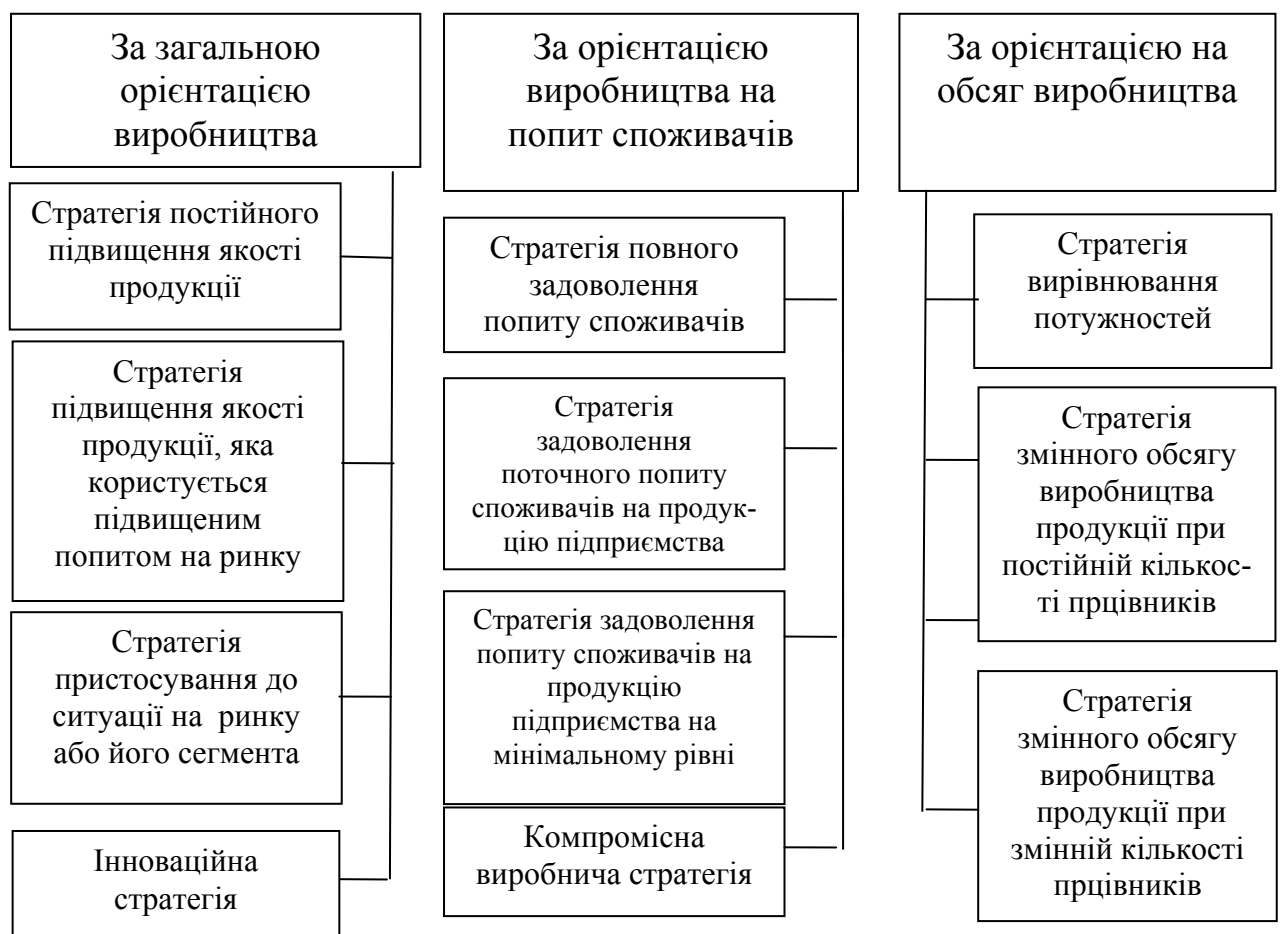 За загальною
орієнтацією
виробництва
Стратегія постійного
підвищення якості
продукції
Стратегія
підвищення якості
продукції, яка
користується
підвищеним
попитом на ринку
Стратегія
пристосування до
ситуації на ринку
або його сегмента
Інноваційна
стратегія
За орієнтацією
виробництва на
попит споживачів
Стратегія повного
задоволення
попиту споживачів
Стратегія
задоволення
поточного попиту
споживачів на продук-
цію підприємства
Стратегія задоволення
попиту споживачів на
продукцію
підприємства на
мінімальному рівні
Компромісна
виробнича стратегія
За орієнтацією на
обсяг виробництва
Стратегія
вирівнювання
потужностей
Стратегія
змінного обсягу
виробництва
продукції при
постійній кількос-
ті прцівників
Стратегія
змінного обсягу
виробництва
продукції при
змінній кількості
прцівників